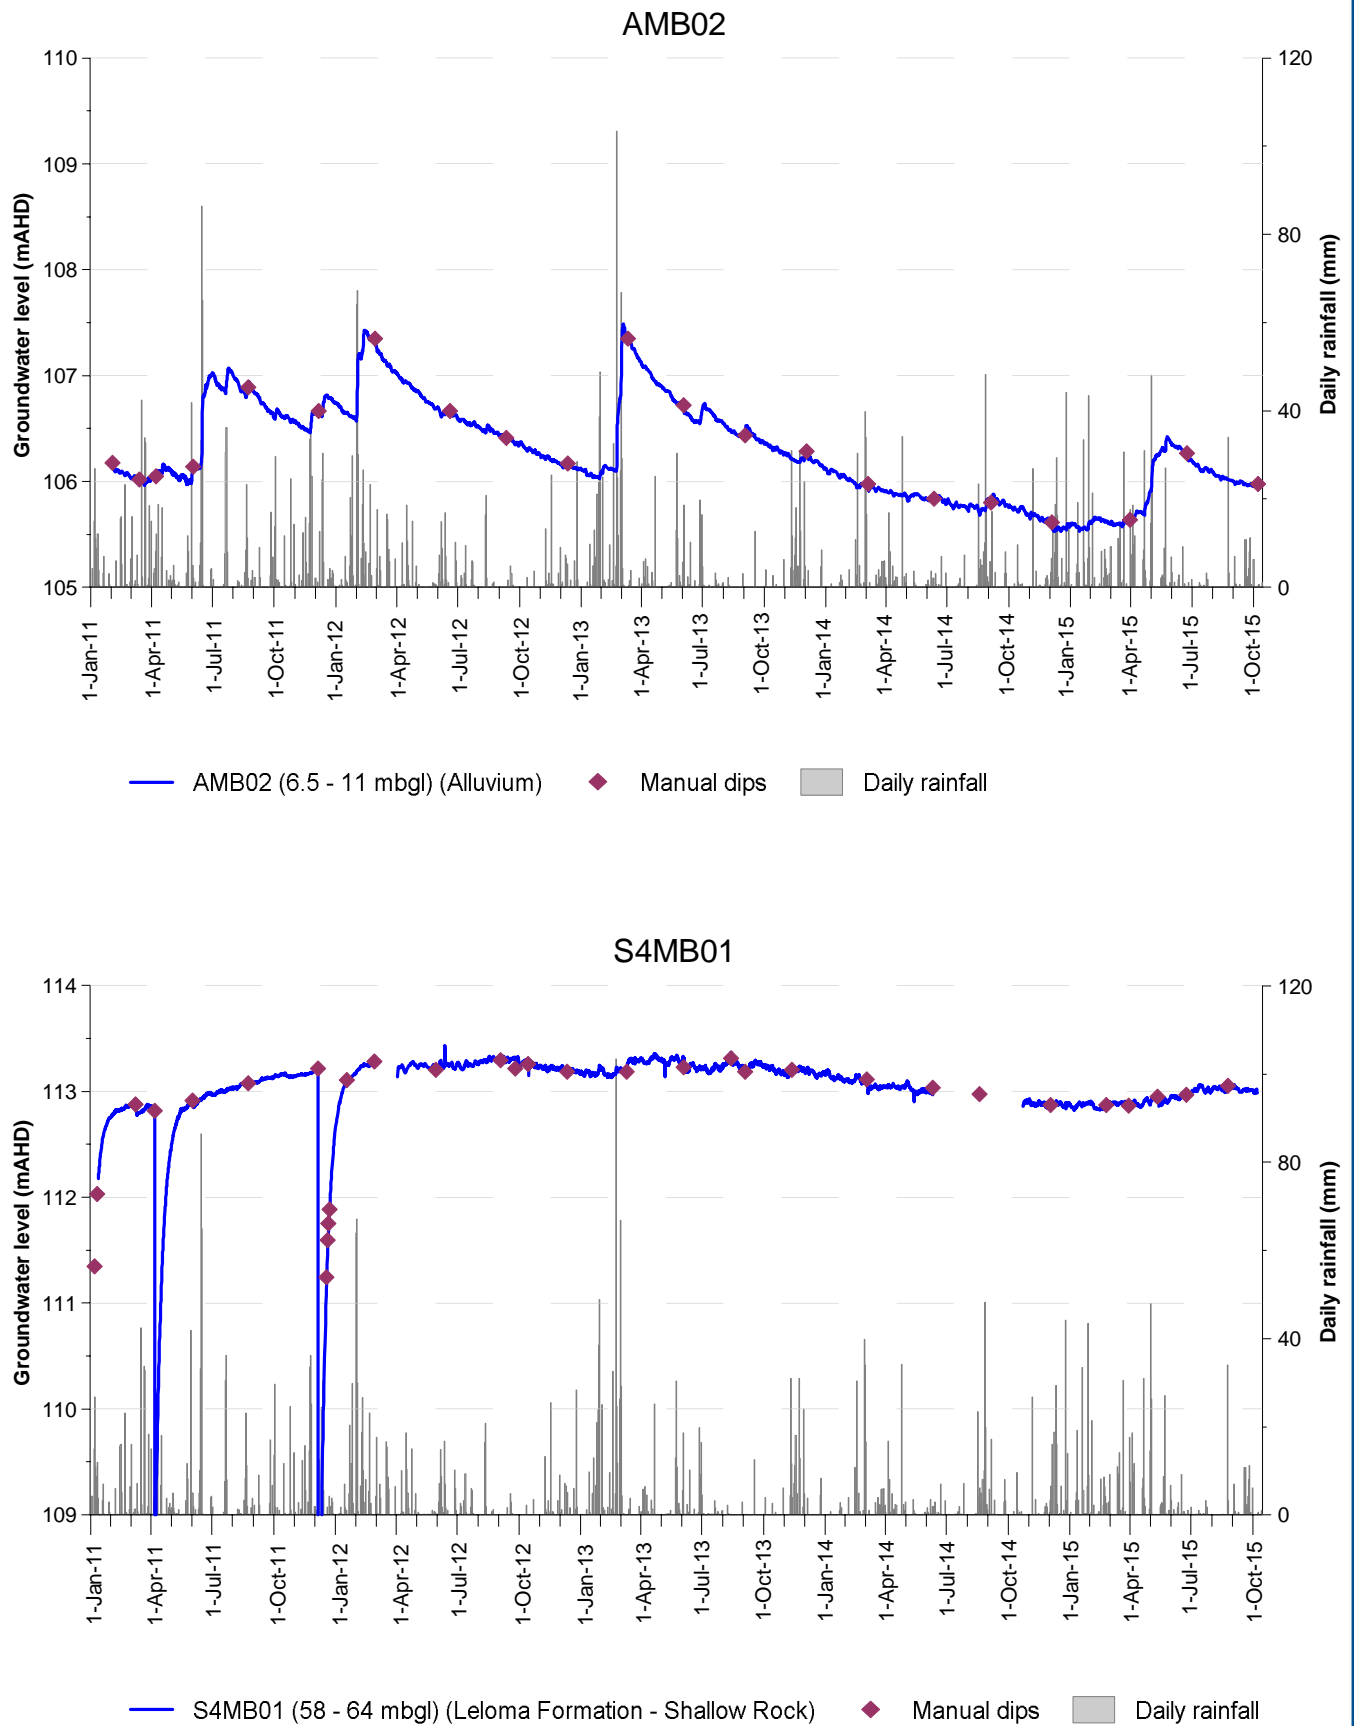 AMB02
110
109
108
107
106
105
Groundwater level (mAHD)
120
80
40
0
Daily rainfall (mm)
1-Jan-11
1-Apr-11
1-Jul-11
1-Oct-11
1-Jan-12
1-Apr-12
1-Jul-12
1-Oct-12
1-Jan-13
1-Apr-13
1-Jul-13
1-Oct-13
1-Jan-14
1-Apr-14
1-Jul-14
1-Oct-14
1-Jan-15
1-Apr-15
1-Jul-15
1-Oct-15
AMB02 (6.5 - 11 mbgl) (Alluvium) Manual dips Daily rainfall
S4MB01
114
113
112
111
110
109
Groundwater level (mAHD)
120
80
40
0
Daily rainfall (mm)
1-Jan-11
1-Apr-11
1-Jul-11
1-Oct-11
1-Jan-12
1-Apr-12
1-Jul-12
1-Oct-12
1-Jan-13
1-Apr-13
1-Jul-13
1-Oct-13
1-Jan-14
1-Apr-14
1-Jul-14
1-Oct-14
1-Jan-15
1-Apr-15
1-Jul-15
1-Oct-15
S4MB01 (58 - 64 mbgl) (Leloma Formation - Shallow Rock) Manual dips Daily rainfall